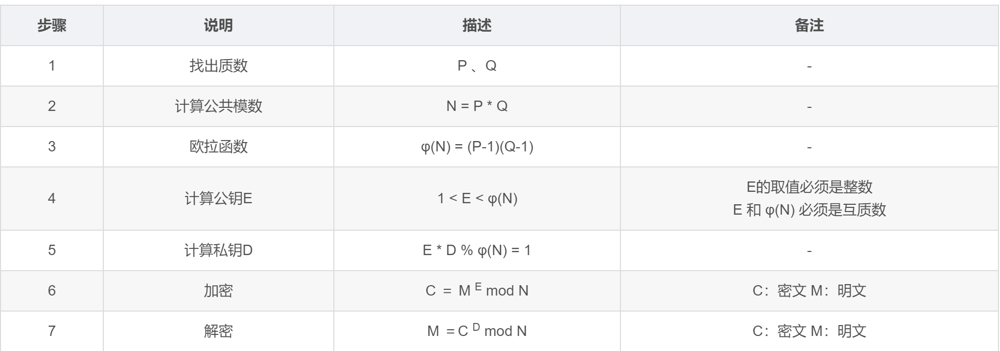 步骤 说明 描述 备注
1 找出质数 P 、Q -
2 计算公共模数 N = P * Q -
3 欧拉函数 φ(N) = (P-1)(Q-1) -
4 计算公钥E 1 < E < φ(N) E的取值必须是整数
E 和 φ(N) 必须是互质数
5 计算私钥D E * D % φ(N) = 1 -
6 加密 C ＝ M E mod N C：密文 M：明文
7 解密 M ＝C D mod N C：密文 M：明文